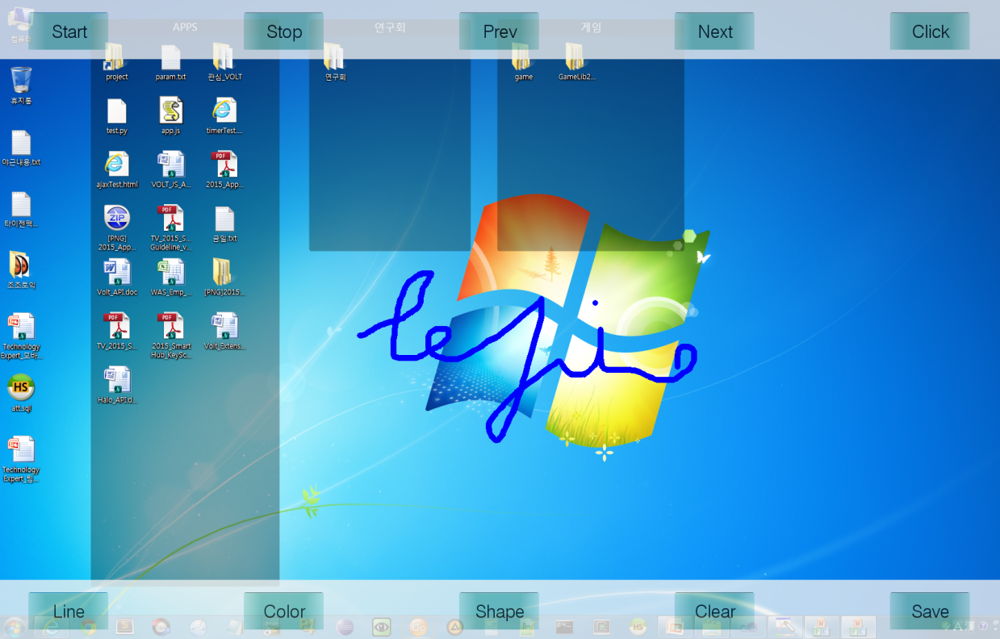 Start
Stop
Prev
Next
Click
APPS
연구회
게임
컴퓨터
project
param.txt
관심_VOLT
연구회
game
GameLib2...
휴지통
test.py
app.js
timerTest....
야근내용.txt
ajaxTest.html
VOLT_JS_A...
2015_App...
타이젠팩...
[PNG]
2015_App...
TV_2015_S...
Guideline_v...
금일.txt
조조토익
Volt_API.doc
WAS_Emp_...
[PNG]2015...
Technology
Expert_모바...
TV_2015_S...
2015_Smart
Hub_KeySc...
Volt_Extens...
att.sql
Halo_API.d...
Technology
Expert_팀...
Line
Color
Shape
Clear
Save